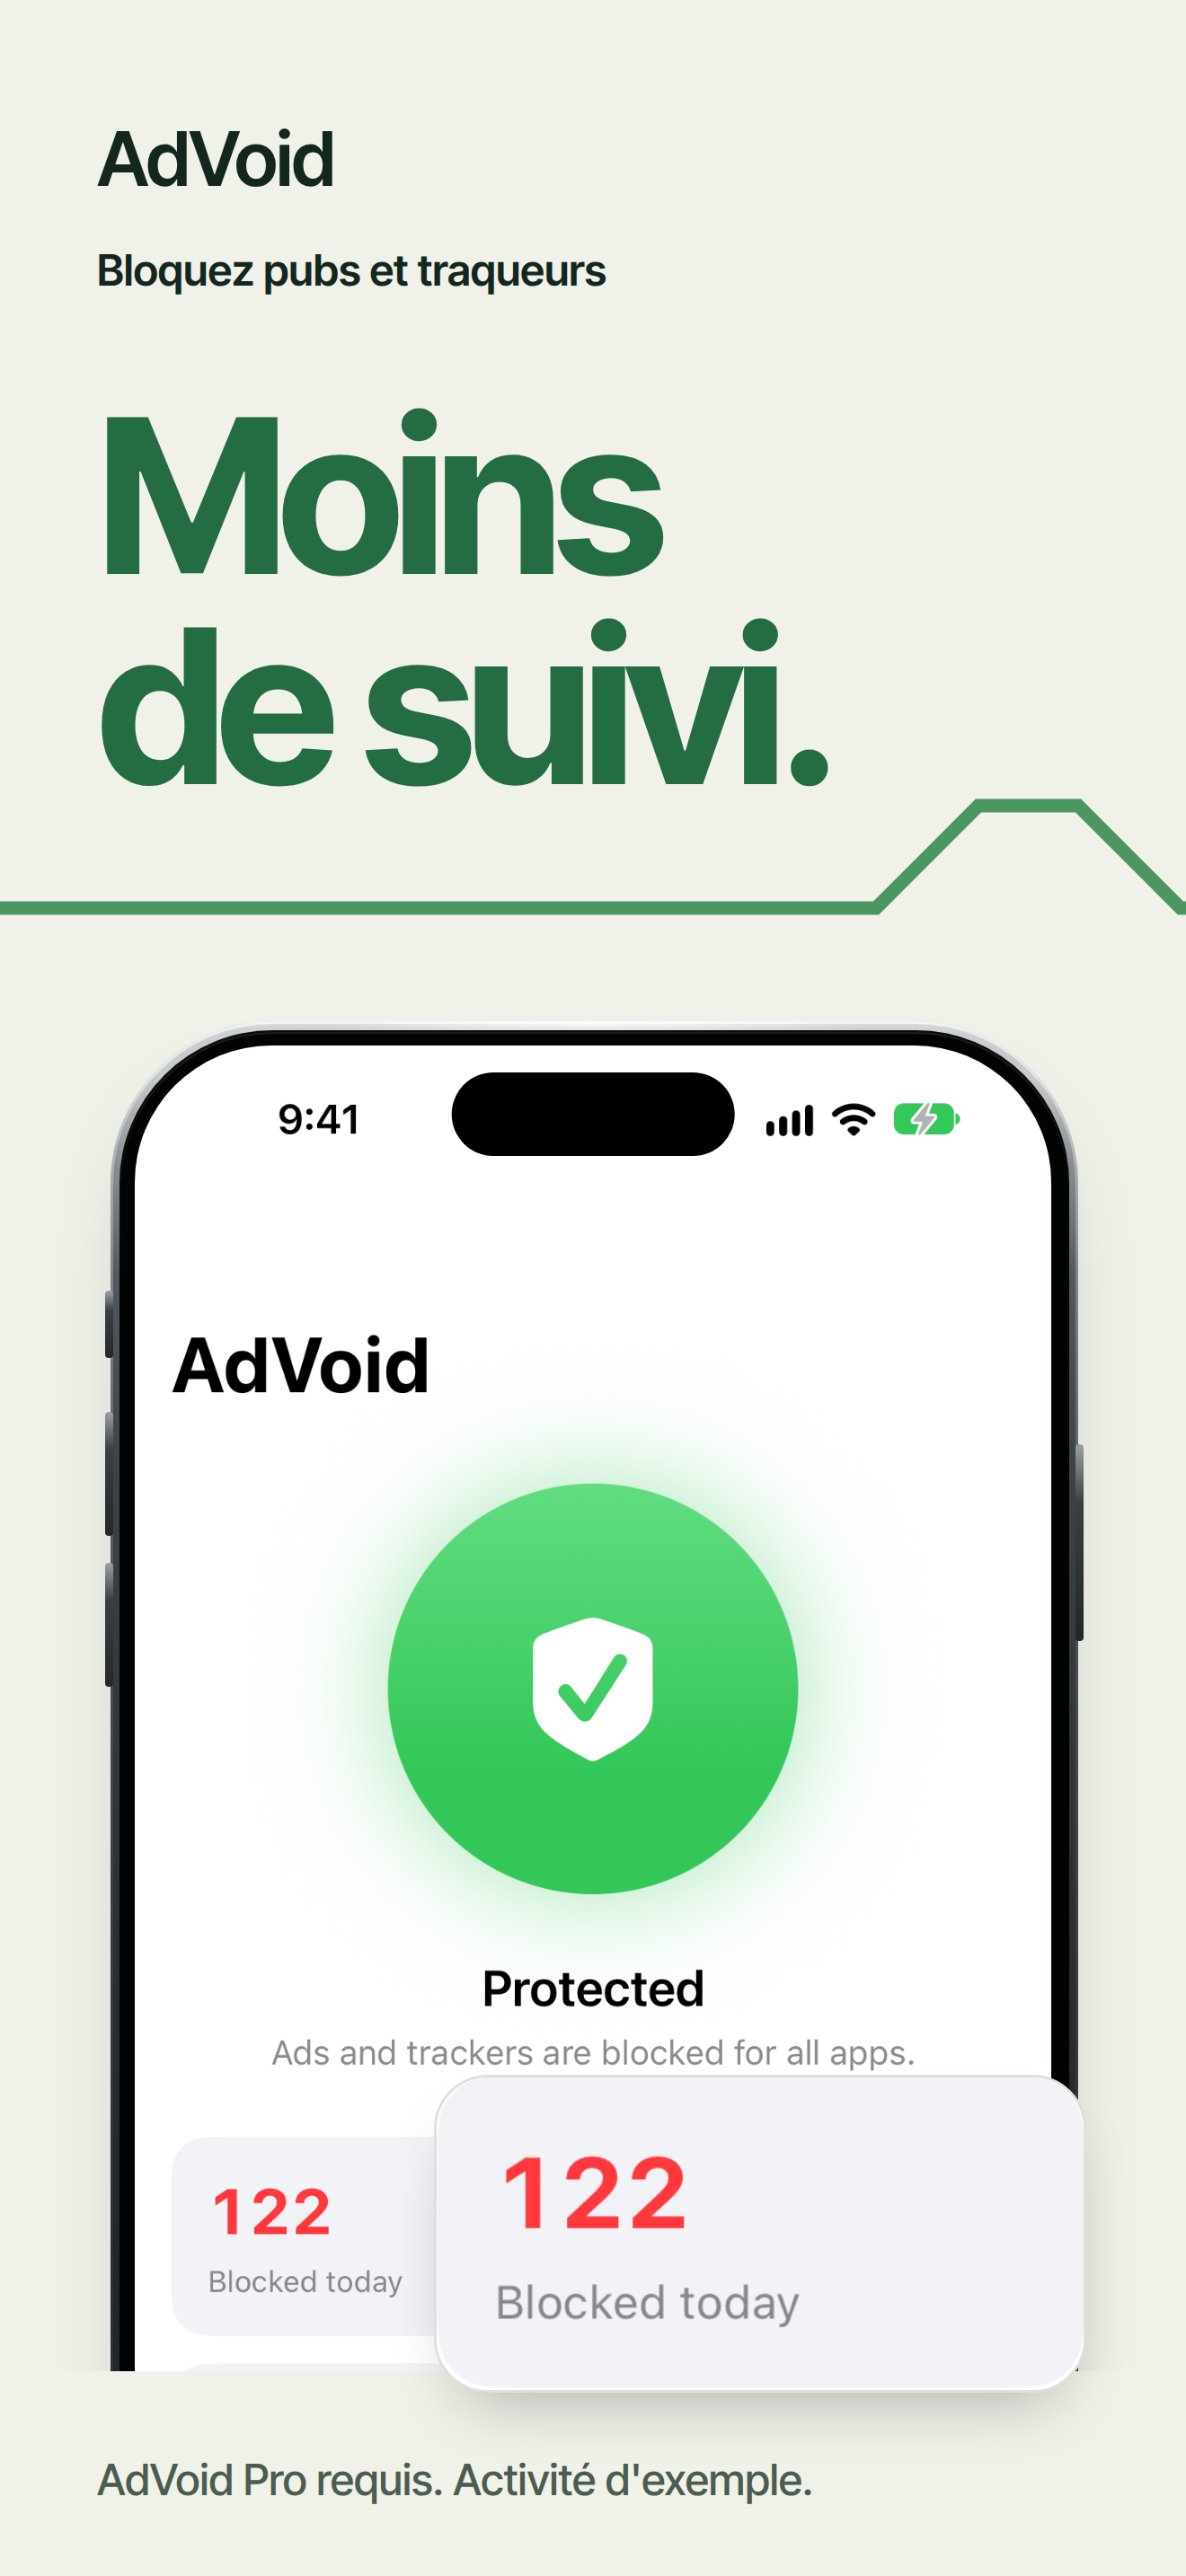 AdVoid
Bloquez pubs et traqueurs
Moins
de suivi.
9:41
AdVoid
Protected
Ads and trackers are blocked for all apps.
122
Blocked today
122
Blocked today
AdVoid Pro requis. Activité d'exemple.